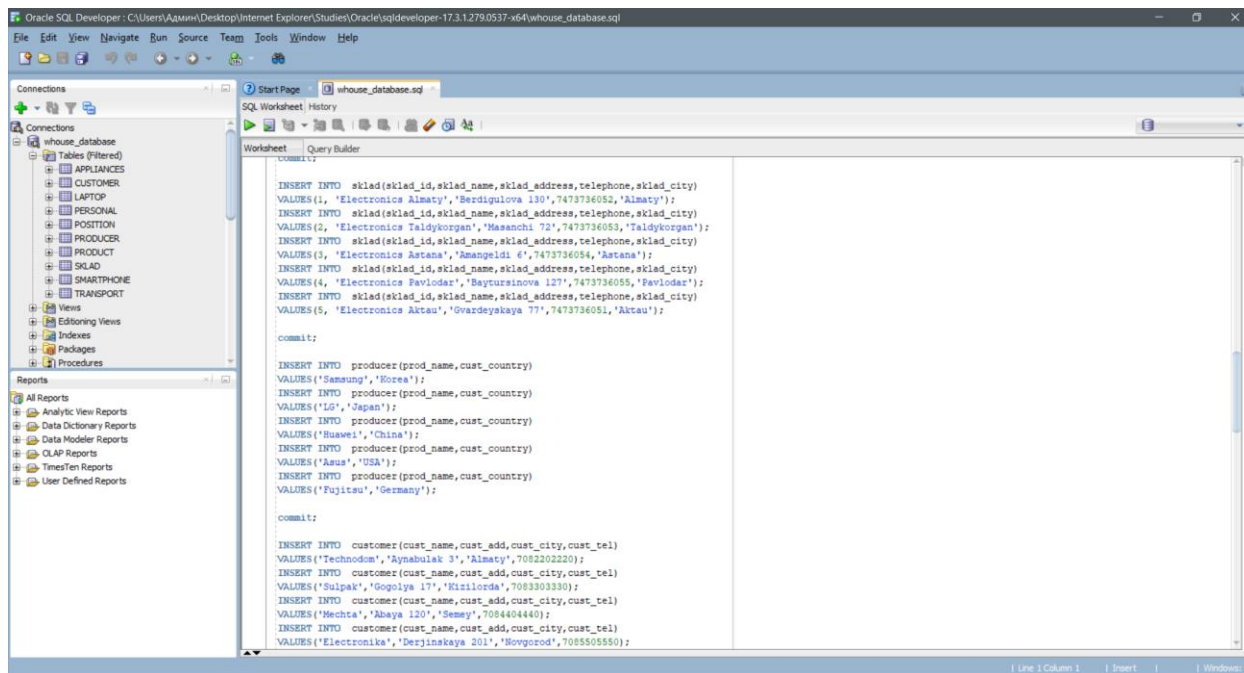 Oracle SQL Developer : C:\Users\Админ\Desktop\Internet Explorer\Studies\Oracle\sqldeveloper-17.3.1.279.0537-x64\whouse_database.sql
File Edit View Navigate Run Source Team Tools Window Help
Connections
Connections
whouse_database
Tables (Filtered)
APPLIANCES
CUSTOMER
LAPTOP
PERSONAL
POSITION
PRODUCER
PRODUCT
SKLAD
SMARTPHONE
TRANSPORT
Views
Editioning Views
Indexes
Packages
Procedures
Reports
All Reports
Analytic View Reports
Data Dictionary Reports
Data Modeler Reports
OLAP Reports
TimesTen Reports
User Defined Reports
Start Page whouse_database.sql
SQL Worksheet History
Worksheet Query Builder
commit;
INSERT INTO sklad(sklad_id,sklad_name,sklad_address,telephone,sklad_city)
VALUES(1, 'Electronics Almaty','Berdigulova 130',7473736052,'Almaty');
INSERT INTO sklad(sklad_id,sklad_name,sklad_address,telephone,sklad_city)
VALUES(2, 'Electronics Taldykorgan','Masanchi 72',7473736053,'Taldykorgan');
INSERT INTO sklad(sklad_id,sklad_name,sklad_address,telephone,sklad_city)
VALUES(3, 'Electronics Astana','Amangeldi 6',7473736054,'Astana');
INSERT INTO sklad(sklad_id,sklad_name,sklad_address,telephone,sklad_city)
VALUES(4, 'Electronics Pavlodar','Baytursinova 127',7473736055,'Pavlodar');
INSERT INTO sklad(sklad_id,sklad_name,sklad_address,telephone,sklad_city)
VALUES(5, 'Electronics Aktau','Gvardeyskaya 77',7473736051,'Aktau');
commit;
INSERT INTO producer(prod_name,cust_country)
VALUES('Samsung','Korea');
INSERT INTO producer(prod_name,cust_country)
VALUES('LG','Japan');
INSERT INTO producer(prod_name,cust_country)
VALUES('Huawei','China');
INSERT INTO producer(prod_name,cust_country)
VALUES('Asus','USA');
INSERT INTO producer(prod_name,cust_country)
VALUES('Fujitsu','Germany');
commit;
INSERT INTO customer(cust_name,cust_add,cust_city,cust_tel)
VALUES('Technodom','Aynabulak 3','Almaty',7082202220);
INSERT INTO customer(cust_name,cust_add,cust_city,cust_tel)
VALUES('Sulpak','Gogolya 17','Kizilorda',7083303330);
INSERT INTO customer(cust_name,cust_add,cust_city,cust_tel)
VALUES('Mechta','Abaya 120','Semey',7084404440);
INSERT INTO customer(cust_name,cust_add,cust_city,cust_tel)
VALUES('Electronika','Derjinskaya 201','Novgorod',7085505550);
Line 1 Column 1 Insert Windows: